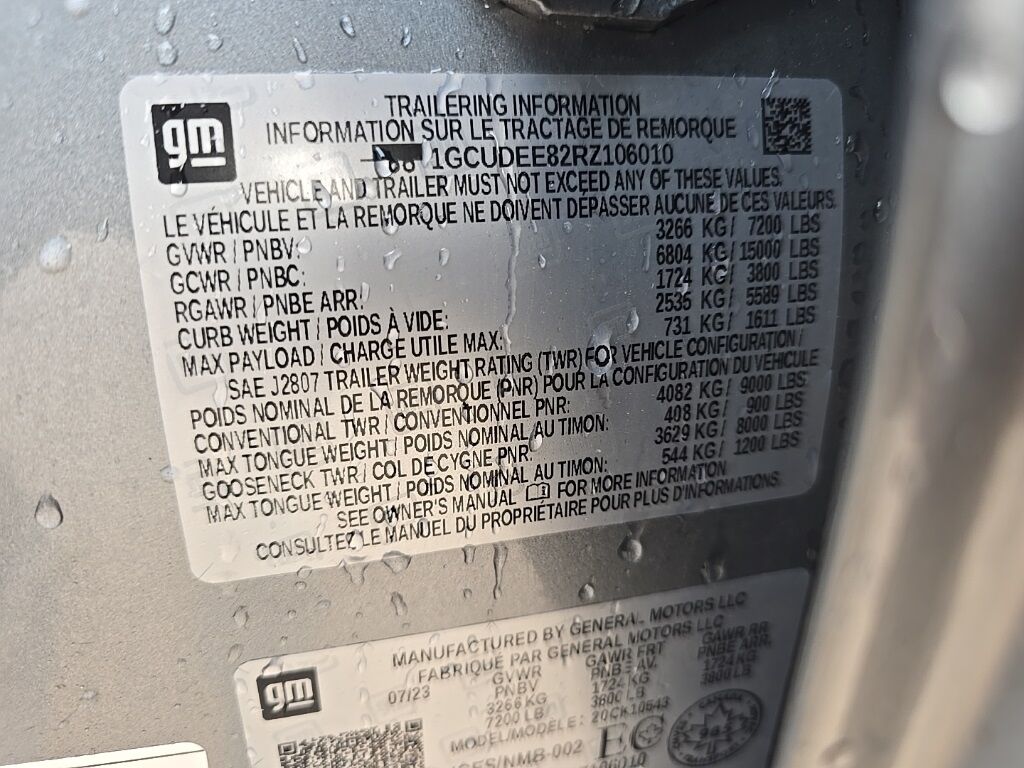 gm
TRAILERING INFORMATION
INFORMATION SUR LE TRACTAGE DE REMORQUE
1GCUDEE82RZ106010
VEHICLE AND TRAILER MUST NOT EXCEED ANY OF THESE VALUES.
LE VÉHICULE ET LA REMORQUE NE DOIVENT DÉPASSER AUCUNE DE CES VALEURS.
GVWR / PNBV: 3266 KG / 7200 LBS
GCWR / PNBC: 6804 KG / 15000 LBS
RGAWR / PNBE ARR: 1724 KG / 3800 LBS
CURB WEIGHT / POIDS À VIDE: 2536 KG / 5589 LBS
MAX PAYLOAD / CHARGE UTILE MAX: 731 KG / 1611 LBS
SAE J2807 TRAILER WEIGHT RATING (TWR) FOR VEHICLE CONFIGURATION /
POIDS NOMINAL DE LA REMORQUE (PNR) POUR LA CONFIGURATION DU VÉHICULE
CONVENTIONAL TWR / CONVENTIONNEL PNR: 4082 KG / 9000 LBS
MAX TONGUE WEIGHT / POIDS NOMINAL AU TIMON: 408 KG / 900 LBS
GOOSENECK TWR / COL DE CYGNE PNR: 3629 KG / 8000 LBS
MAX TONGUE WEIGHT / POIDS NOMINAL AU TIMON: 544 KG / 1200 LBS
SEE OWNER'S MANUAL FOR MORE INFORMATION
CONSULTEZ LE MANUEL DU PROPRIÉTAIRE POUR PLUS D'INFORMATIONS.
gm
MANUFACTURED BY GENERAL MOTORS LLC
FABRIQUÉ PAR GENERAL MOTORS LLC
07/23
GVWR GAWR FRT GAWR RR
PNBV PNBE AV. PNBE ARR.
3266 KG 1724 KG 1724 KG
7200 LB 3800 LB 3800 LB
MODEL/MODELE: 20CK10543
NMB-002 EC
106010